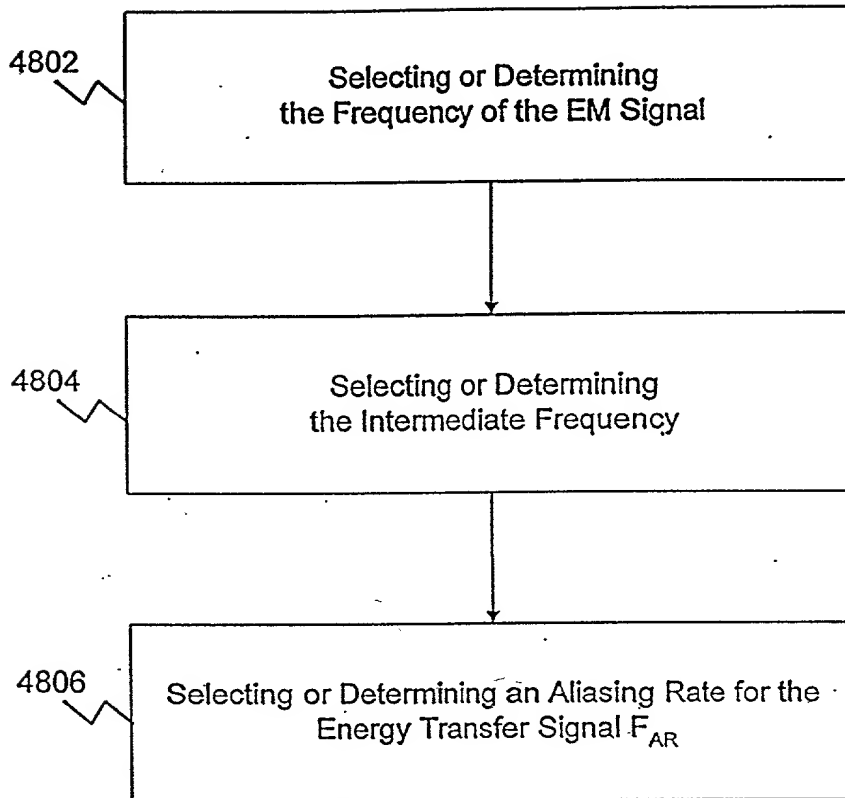 4802
Selecting or Determining
the Frequency of the EM Signal
4804
Selecting or Determining
the Intermediate Frequency
4806
Selecting or Determining an Aliasing Rate for the
Energy Transfer Signal F_AR